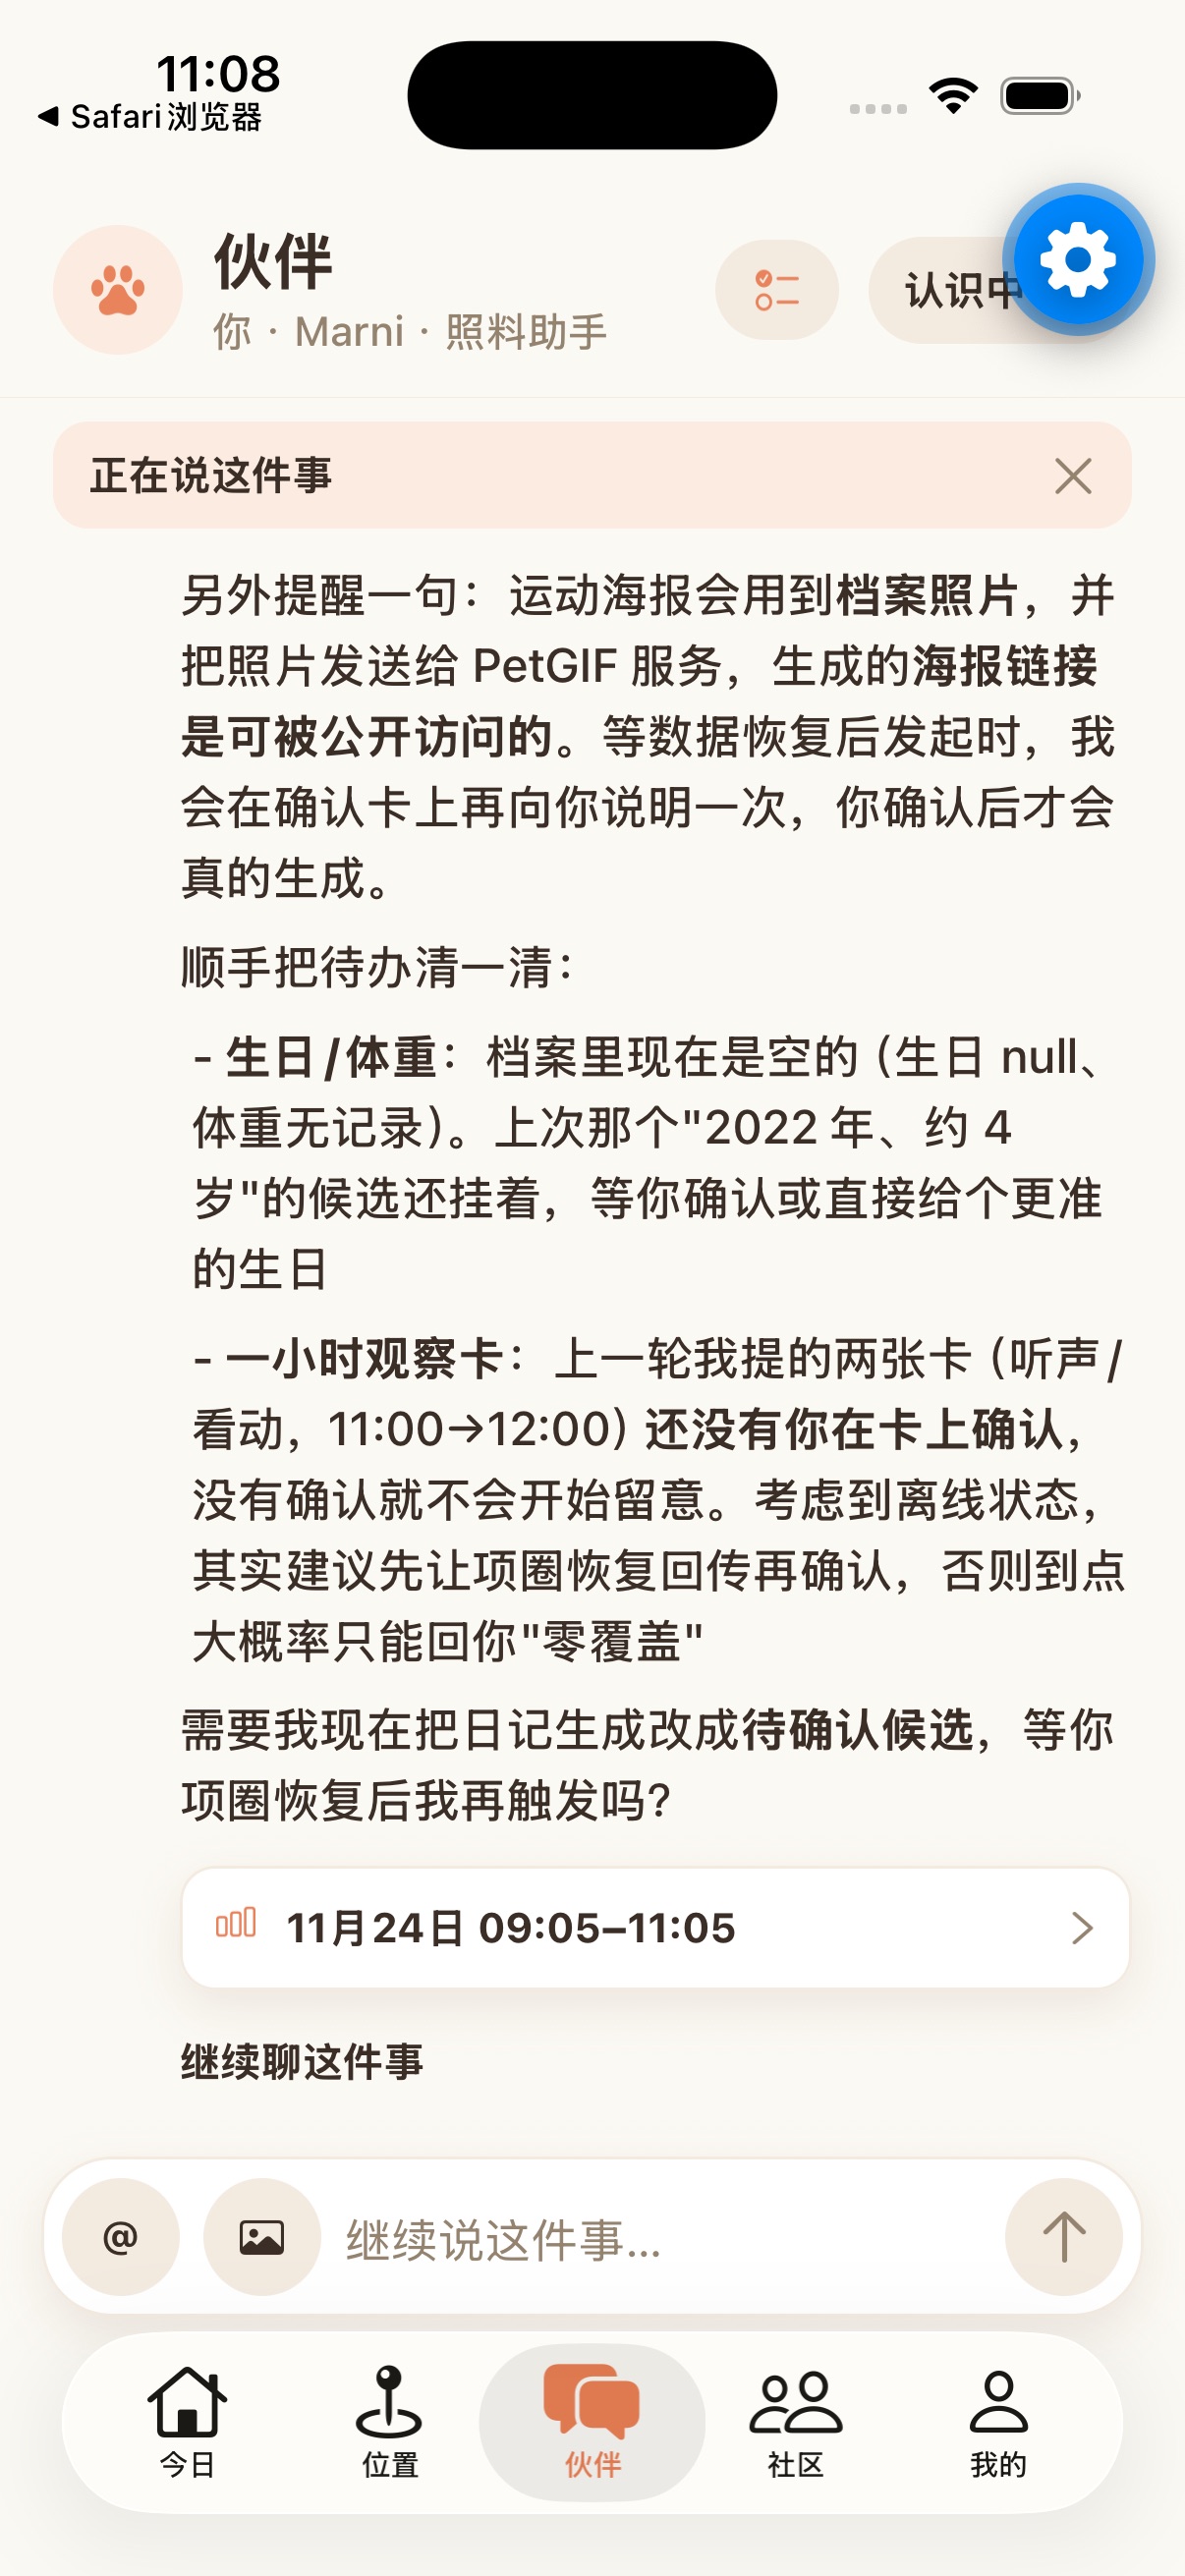 11:08
Safari浏览器
伙伴
你 · Marni · 照料助手
认识中
正在说这件事
另外提醒一句：运动海报会用到档案照片，并
把照片发送给 PetGIF 服务，生成的海报链接
是可被公开访问的。等数据恢复后发起时，我
会在确认卡上再向你说明一次，你确认后才会
真的生成。
顺手把待办清一清：
- 生日/体重：档案里现在是空的（生日 null、
体重无记录）。上次那个"2022 年、约 4
岁"的候选还挂着，等你确认或直接给个更准
的生日
- 一小时观察卡：上一轮我提的两张卡（听声/
看动，11:00→12:00）还没有你在卡上确认，
没有确认就不会开始留意。考虑到离线状态，
其实建议先让项圈恢复回传再确认，否则到点
大概率只能回你"零覆盖"
需要我现在把日记生成改成待确认候选，等你
项圈恢复后我再触发吗?
11月24日 09:05–11:05
继续聊这件事
@
继续说这件事...
今日
位置
伙伴
社区
我的